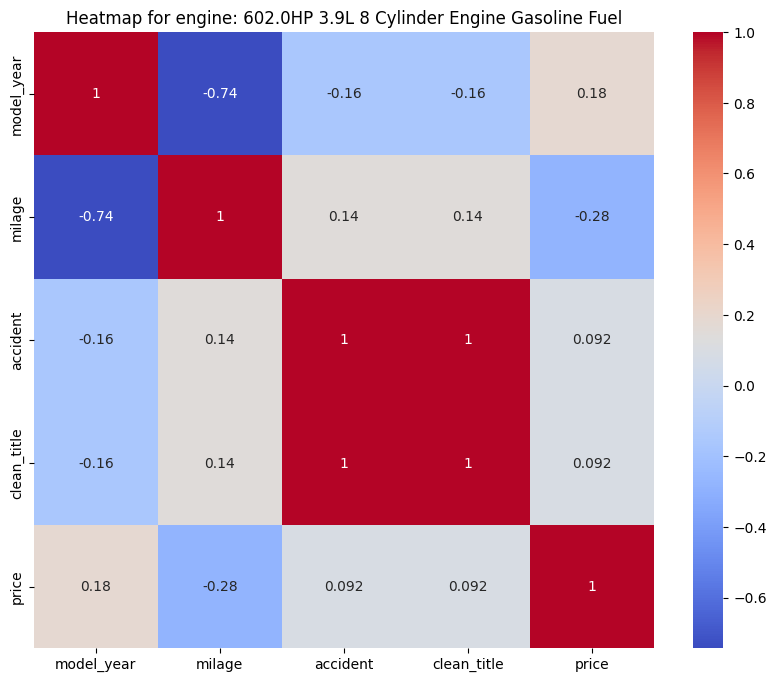 Heatmap for engine: 602.0HP 3.9L 8 Cylinder Engine Gasoline Fuel
model_year 1 -0.74 -0.16 -0.16 0.18
milage -0.74 1 0.14 0.14 -0.28
accident -0.16 0.14 1 1 0.092
clean_title -0.16 0.14 1 1 0.092
price 0.18 -0.28 0.092 0.092 1
model_year milage accident clean_title price
1.0
0.8
0.6
0.4
0.2
0.0
−0.2
−0.4
−0.6